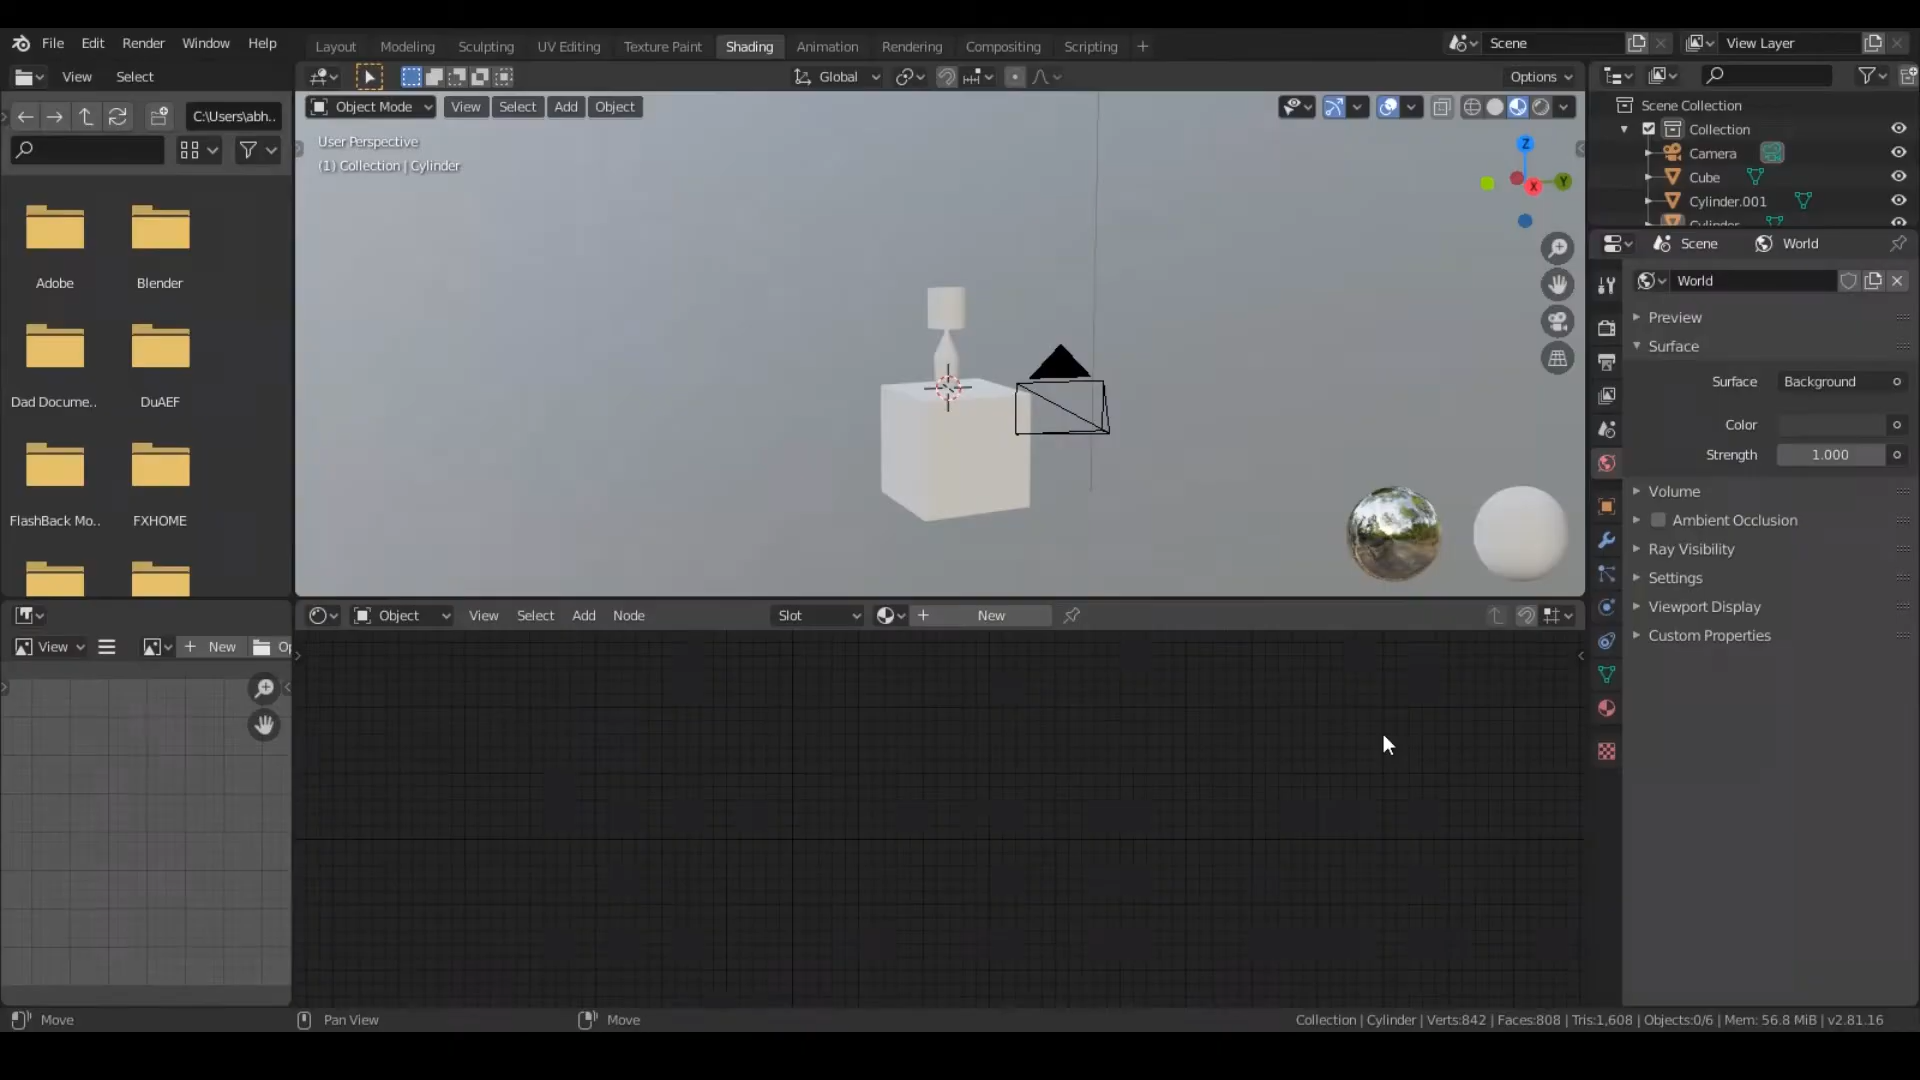 File Edit Render Window Help
Layout Modeling Sculpting UV Editing Texture Paint Shading Animation Rendering Compositing Scripting +
Scene
View Layer
View Select
Global
Options
C:\Users\abh..
Object Mode View Select Add Object
User Perspective
(1) Collection | Cylinder
Z
X
Y
Adobe
Blender
Dad Docume..
DuAEF
FlashBack Mo..
FXHOME
Scene Collection
Collection
Camera
Cube
Cylinder.001
Cylinder
Scene World
World
Preview
Surface
Surface Background
Color
Strength 1.000
Volume
Ambient Occlusion
Ray Visibility
Settings
Viewport Display
Custom Properties
Object View Select Add Node Slot + New
View + New Op
Move
Pan View
Move
Collection | Cylinder | Verts:842 | Faces:808 | Tris:1,608 | Objects:0/6 | Mem: 56.8 MiB | v2.81.16